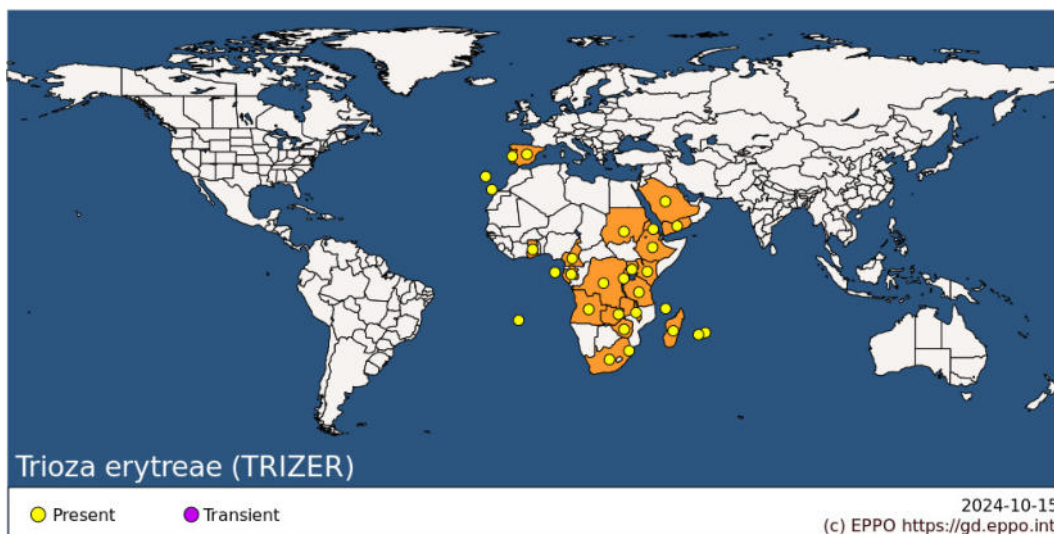 Trioza erytreae (TRIZER)
Present
Transient
2024-10-15
(c) EPPO https://gd.eppo.int